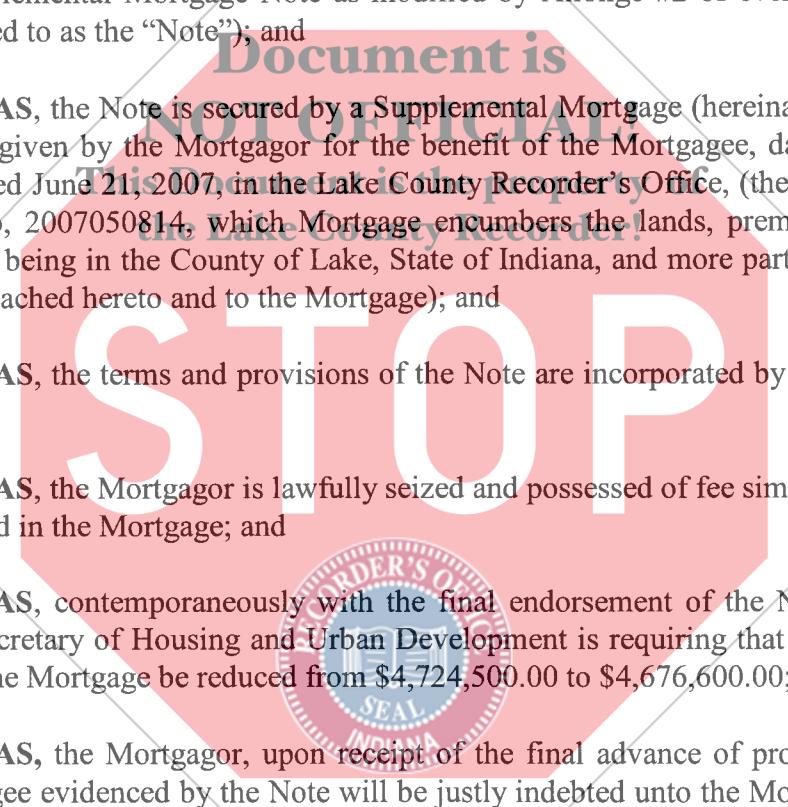 emental Mortgage Note as modified by Allonge #2 of even
ed to as the “Note”); and
Document is
NOT OFFICIAL!
This Document is the property of
the Lake County Recorder!
AS, the Note is secured by a Supplemental Mortgage (hereina
given by the Mortgagor for the benefit of the Mortgagee, da
ed June 21, 2007, in the Lake County Recorder's Office, (the
, 2007050814, which Mortgage encumbers the lands, prem
being in the County of Lake, State of Indiana, and more part
ached hereto and to the Mortgage); and
STOP
AS, the terms and provisions of the Note are incorporated by
AS, the Mortgagor is lawfully seized and possessed of fee sim
d in the Mortgage; and
AS, contemporaneously with the final endorsement of the N
cretary of Housing and Urban Development is requiring that
he Mortgage be reduced from $4,724,500.00 to $4,676,600.00;
RECORDER'S OFFICE
SEAL
INDIANA
AS, the Mortgagor, upon receipt of the final advance of pro
gee evidenced by the Note will be justly indebted unto the Mo